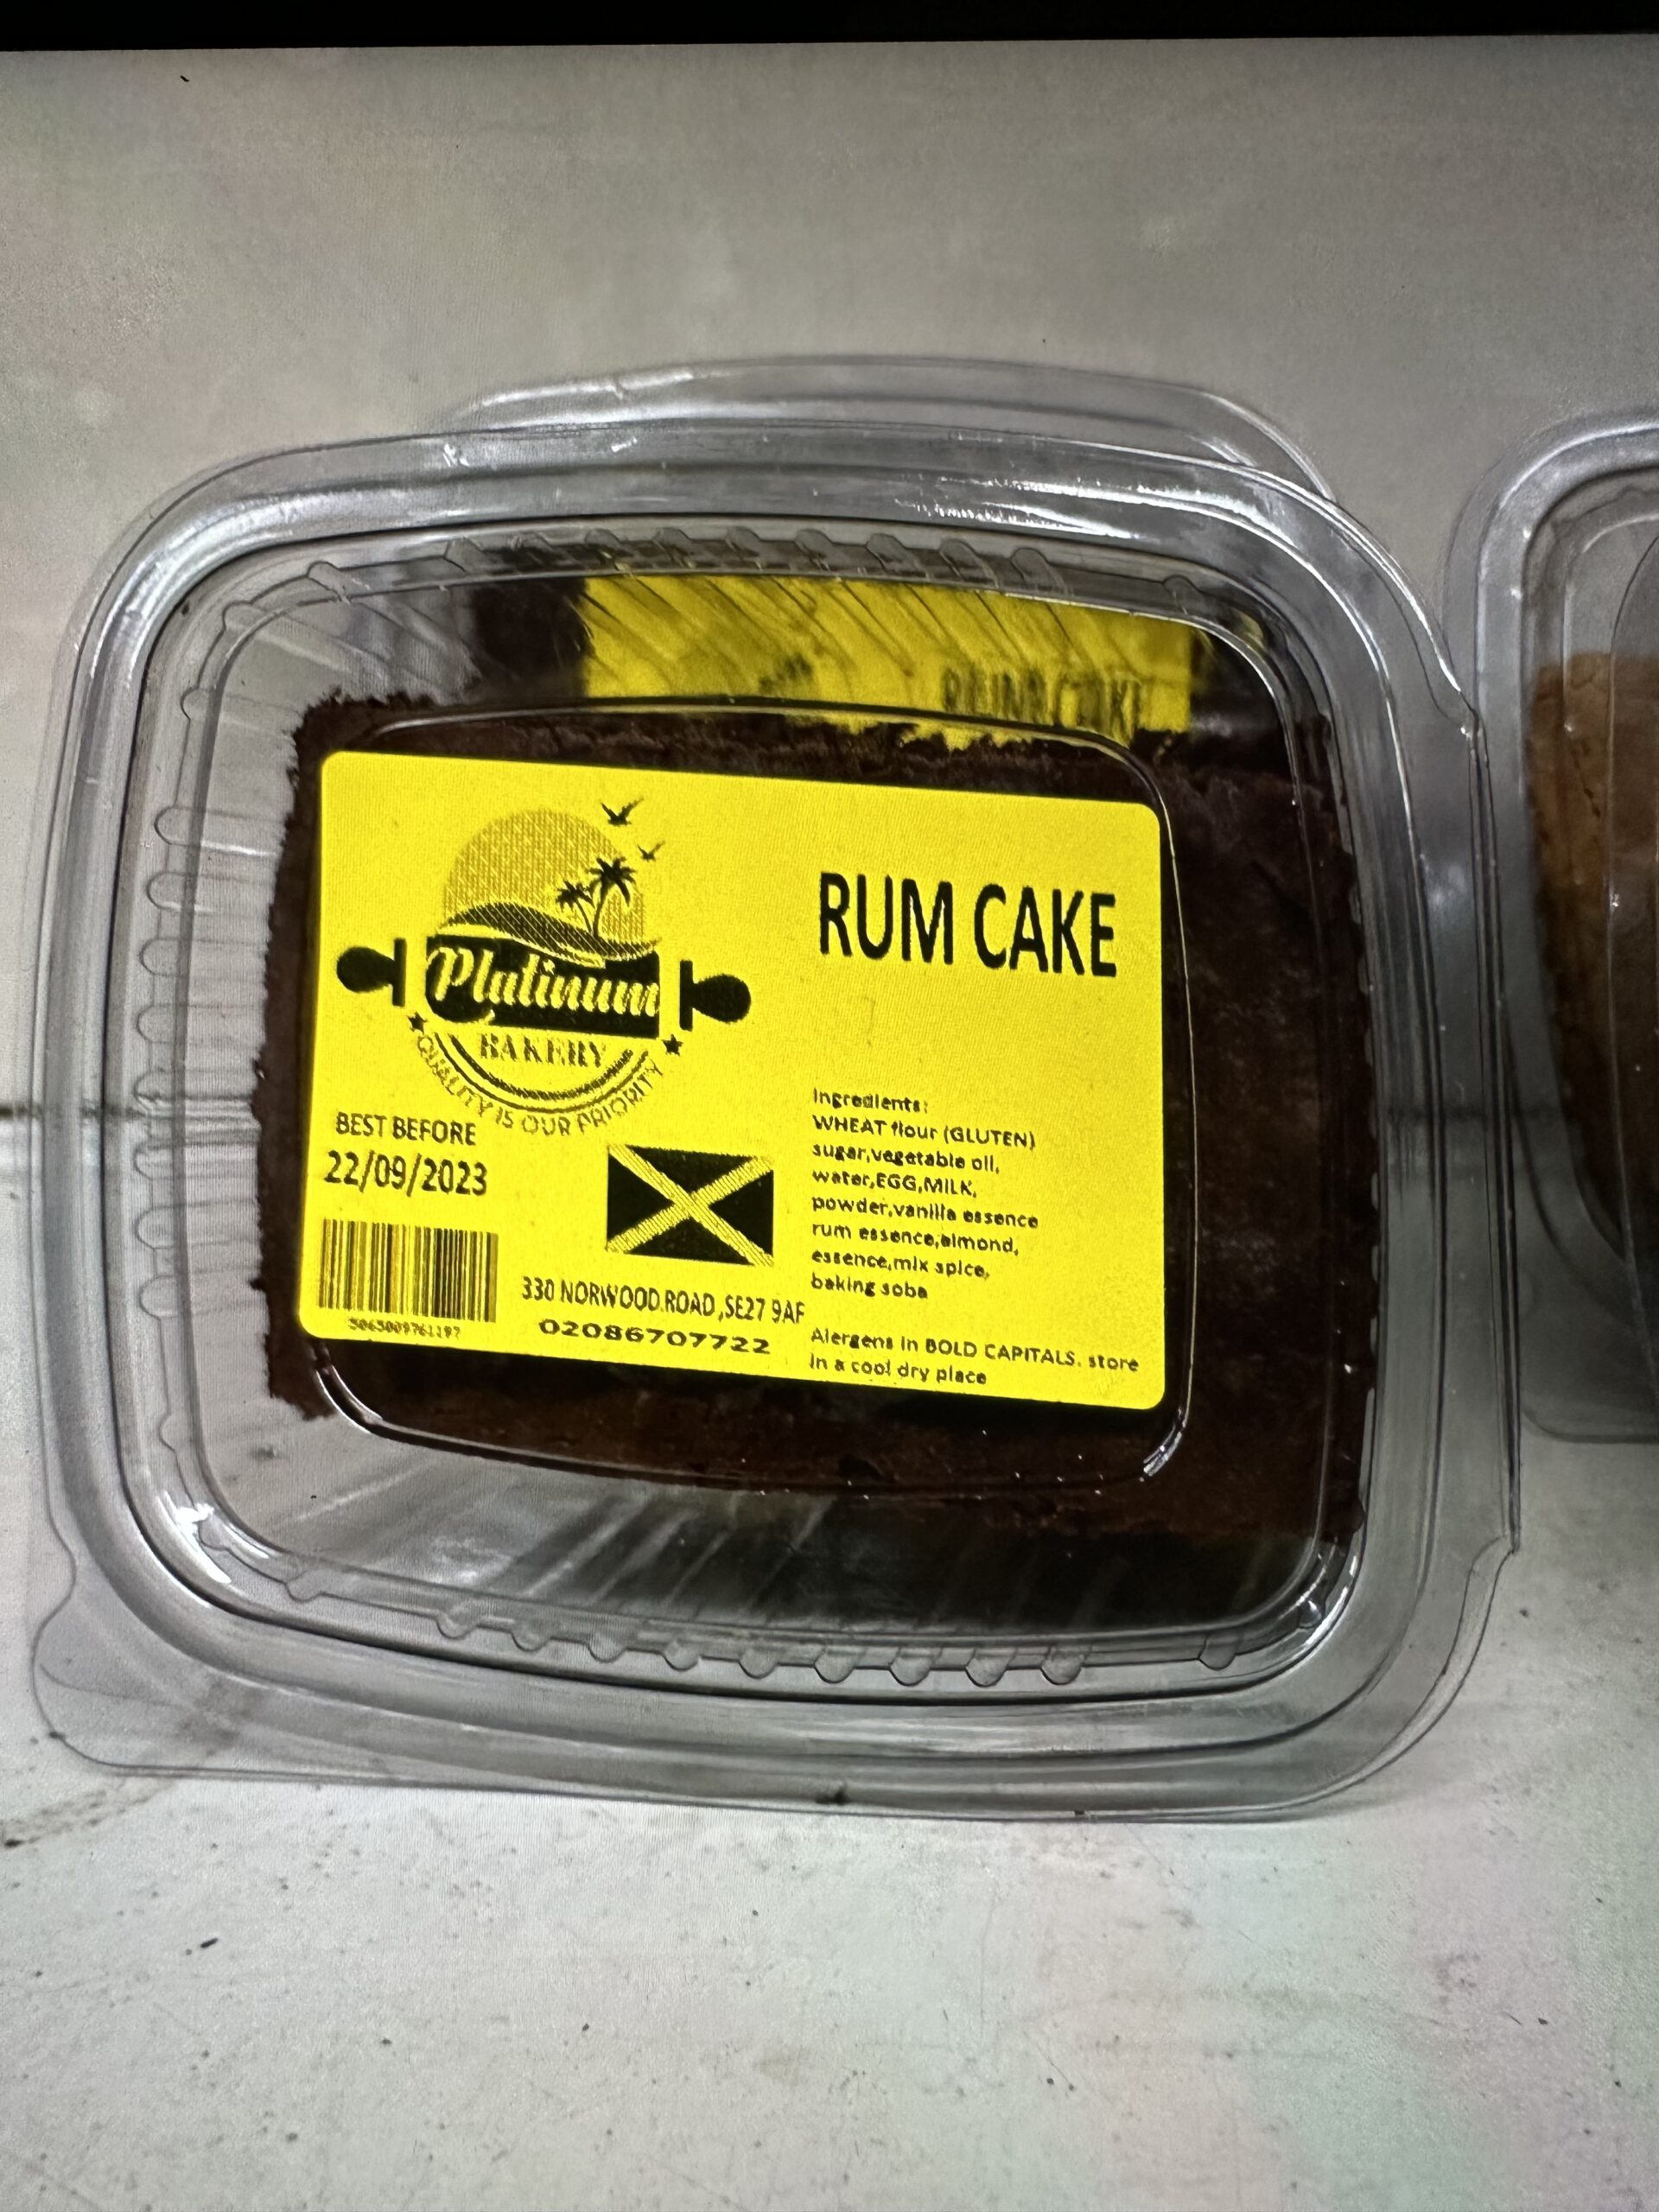 RUM CAKE
Platinum
BAKERY
QUALITY IS OUR PRIORITY
BEST BEFORE
22/09/2023
5065009761197
330 NORWOOD.ROAD ,SE27 9AF
02086707722
Ingredients:
WHEAT flour (GLUTEN)
sugar,vegetable oil,
water,EGG,MILK,
powder,vanilla essence
rum essence,almond,
essence,mix spice,
baking soba
Alergens in BOLD CAPITALS. store
in a cool dry place
CAKE